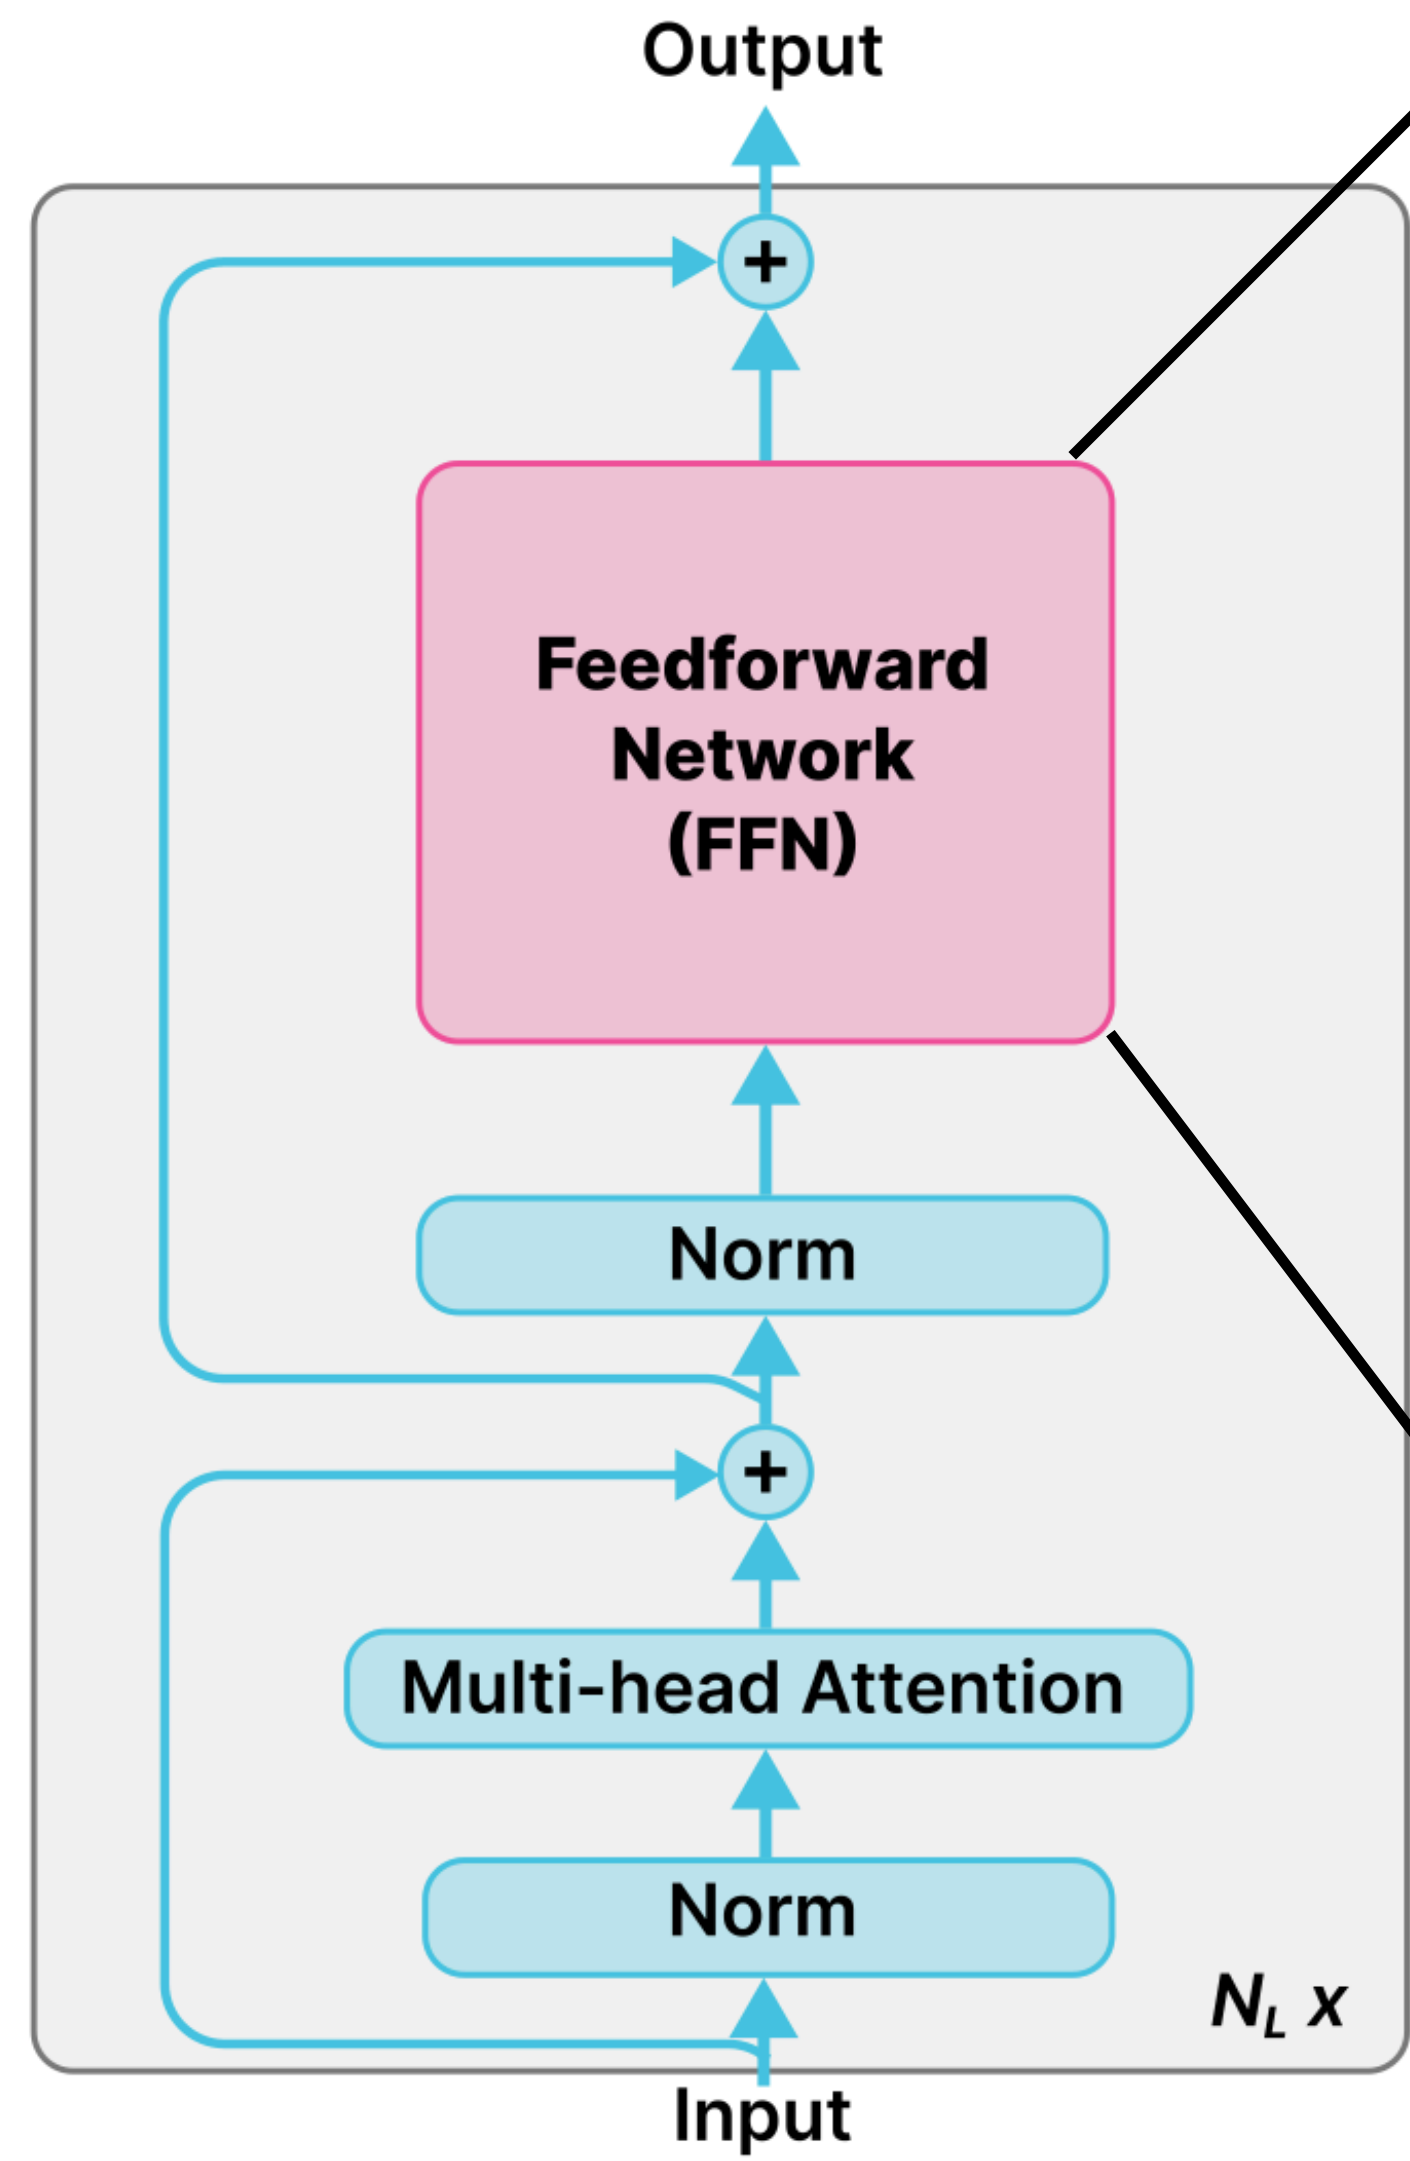 Output
+
Feedforward
Network
(FFN)
Norm
+
Multi-head Attention
Norm
N_L x
Input